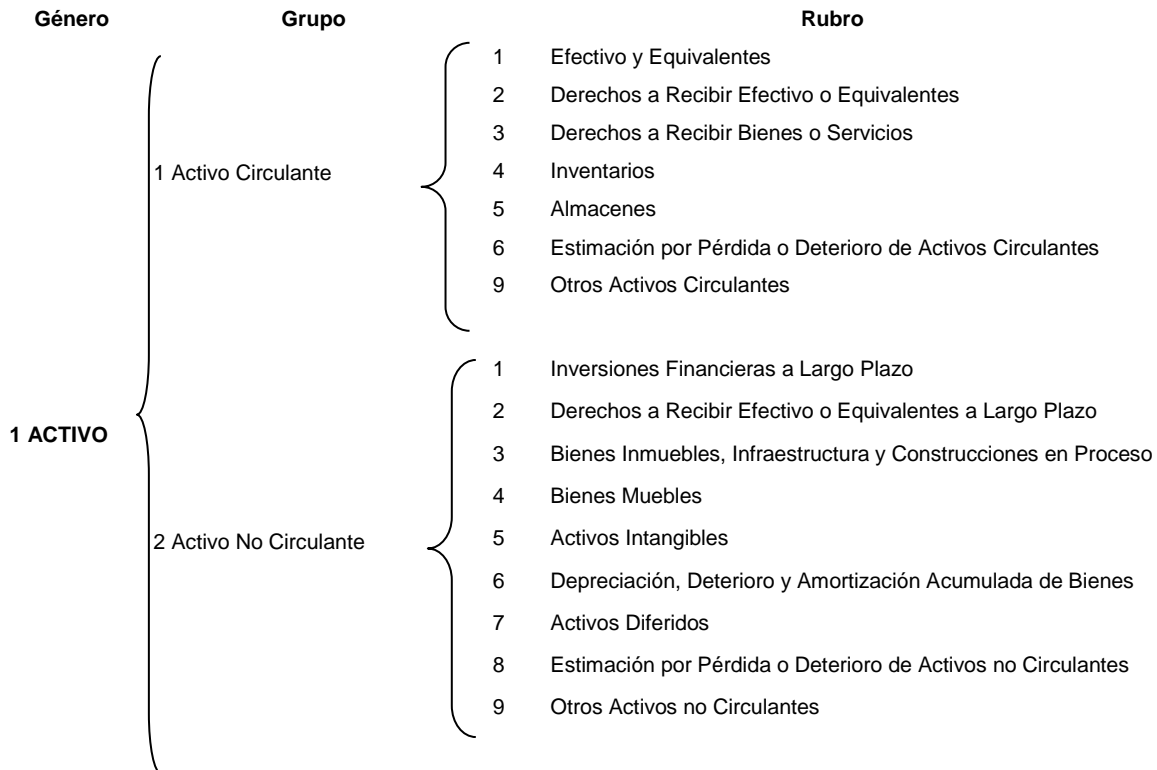 Género Grupo Rubro
1 Efectivo y Equivalentes
2 Derechos a Recibir Efectivo o Equivalentes
3 Derechos a Recibir Bienes o Servicios
1 Activo Circulante
4 Inventarios
5 Almacenes
6 Estimación por Pérdida o Deterioro de Activos Circulantes
9 Otros Activos Circulantes
1 Inversiones Financieras a Largo Plazo
2 Derechos a Recibir Efectivo o Equivalentes a Largo Plazo
1 ACTIVO
3 Bienes Inmuebles, Infraestructura y Construcciones en Proceso
4 Bienes Muebles
2 Activo No Circulante
5 Activos Intangibles
6 Depreciación, Deterioro y Amortización Acumulada de Bienes
7 Activos Diferidos
8 Estimación por Pérdida o Deterioro de Activos no Circulantes
9 Otros Activos no Circulantes